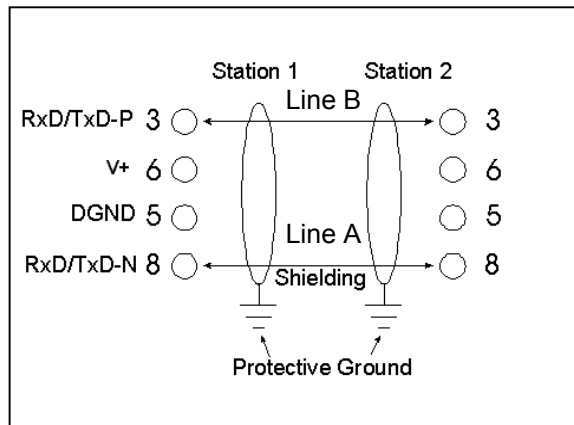 Station 1 Station 2
Line B
RxD/TxD-P 3 3
V+ 6 6
DGND 5 5
Line A
RxD/TxD-N 8 8
Shielding
Protective Ground